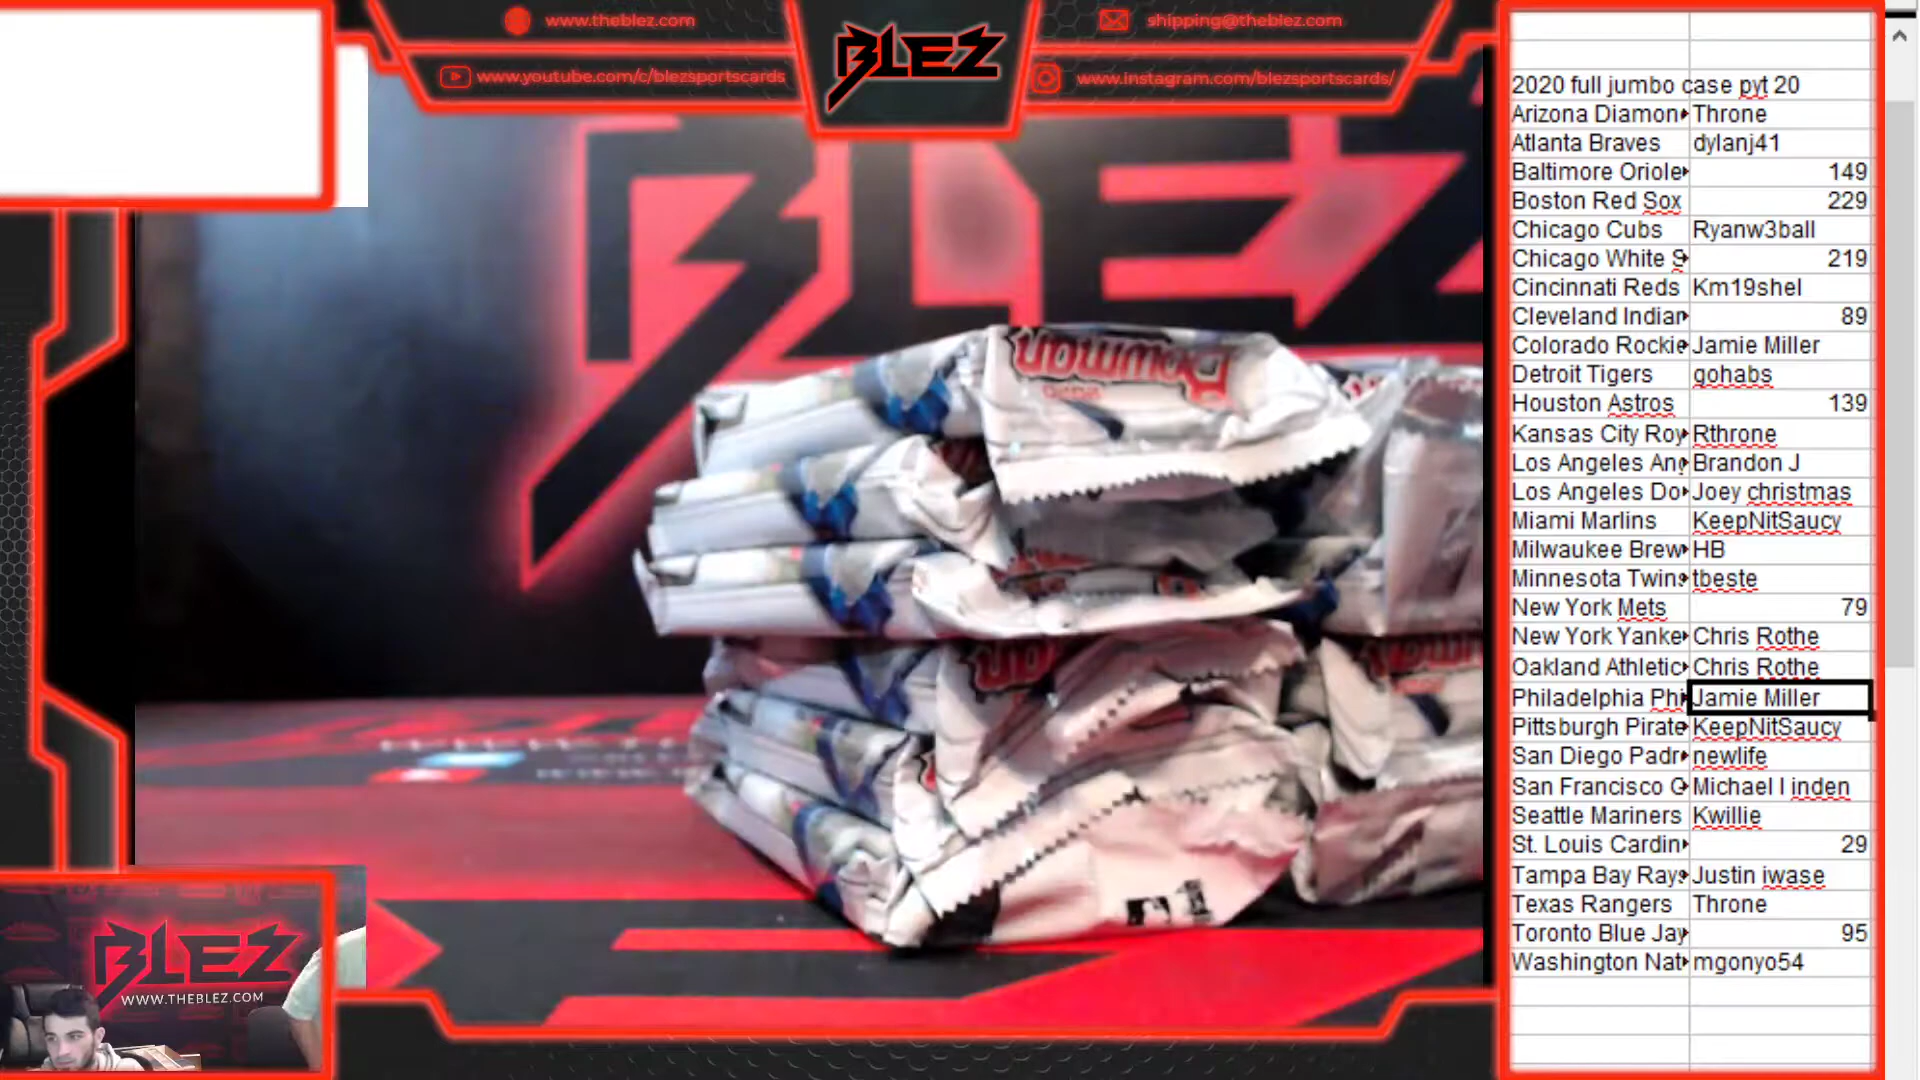 www.theblez.com
www.youtube.com/c/blezsportscards
BLEZ
shipping@theblez.com
www.instagram.com/blezsportscards/
BLEZ
Bowman
BLEZ
WWW.THEBLEZ.COM
2020 full jumbo case pyt 20
Arizona Diamon Throne
Atlanta Braves dylanj41
Baltimore Oriole 149
Boston Red Sox 229
Chicago Cubs Ryanw3ball
Chicago White S 219
Cincinnati Reds Km19shel
Cleveland Indian 89
Colorado Rockie Jamie Miller
Detroit Tigers gohabs
Houston Astros 139
Kansas City Roy Rthrone
Los Angeles Ang Brandon J
Los Angeles Do Joey christmas
Miami Marlins KeepNitSaucy
Milwaukee Brew HB
Minnesota Twins tbeste
New York Mets 79
New York Yanke Chris Rothe
Oakland Athletic Chris Rothe
Philadelphia Phi Jamie Miller
Pittsburgh Pirate KeepNitSaucy
San Diego Padr newlife
San Francisco G Michael l inden
Seattle Mariners Kwillie
St. Louis Cardin 29
Tampa Bay Rays Justin iwase
Texas Rangers Throne
Toronto Blue Jay 95
Washington Nat mgonyo54